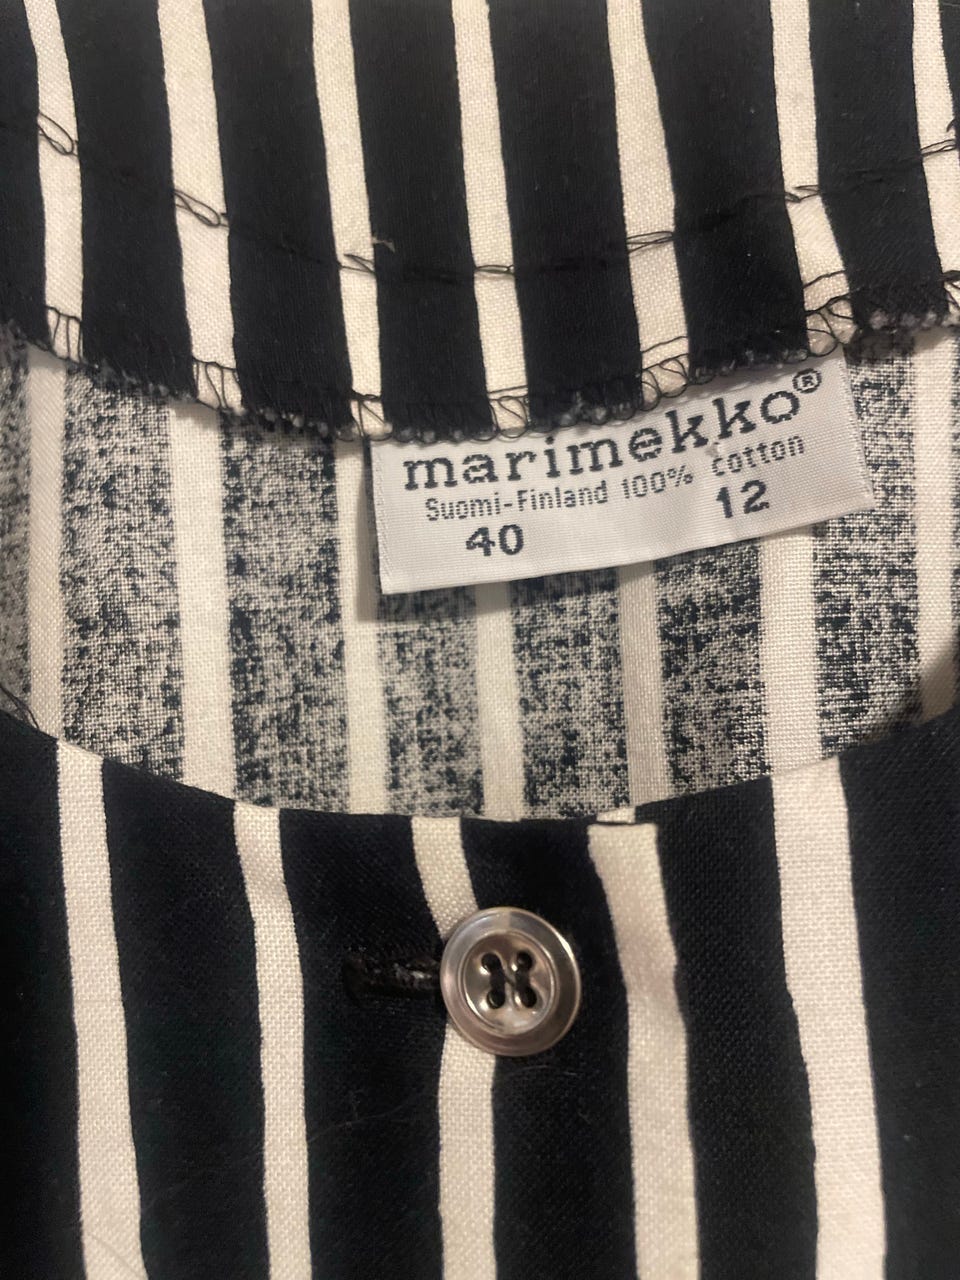 marimekko®
Suomi-Finland 100% cotton
40 12